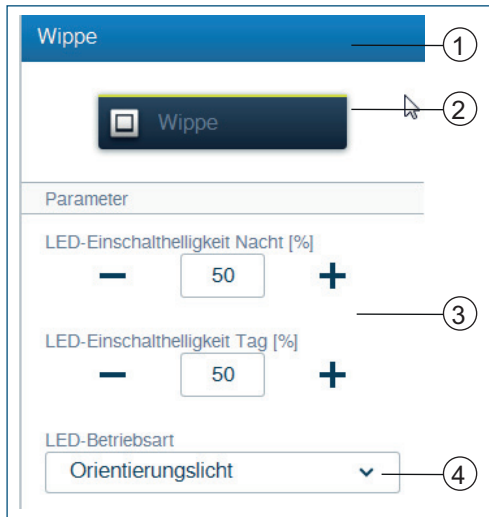 Wippe
1
Wippe
2
Parameter
LED-Einschalthelligkeit Nacht [%]
50
3
LED-Einschalthelligkeit Tag [%]
50
LED-Betriebsart
Orientierungslicht
4